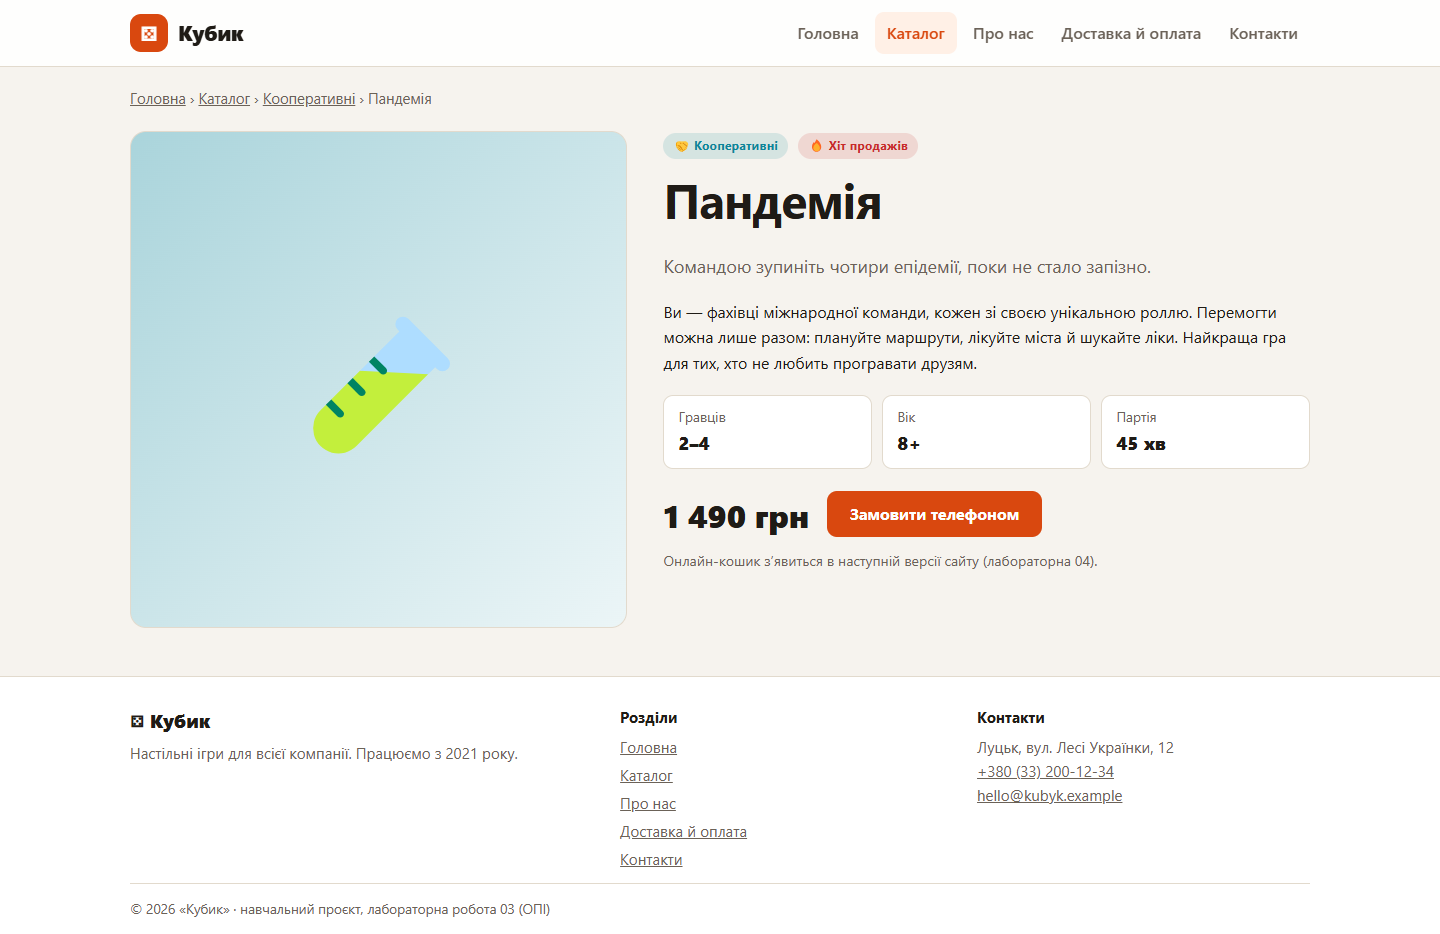 Кубик
Головна Каталог Про нас Доставка й оплата Контакти
Головна › Каталог › Кооперативні › Пандемія
Кооперативні Хіт продажів
Пандемія
Командою зупиніть чотири епідемії, поки не стало запізно.
Ви — фахівці міжнародної команди, кожен зі своєю унікальною роллю. Перемогти
можна лише разом: плануйте маршрути, лікуйте міста й шукайте ліки. Найкраща гра
для тих, хто не любить програвати друзям.
Гравців Вік Партія
2–4 8+ 45 хв
1 490 грн Замовити телефоном
Онлайн-кошик з’явиться в наступній версії сайту (лабораторна 04).
Кубик
Настільні ігри для всієї компанії. Працюємо з 2021 року.
Розділи
Головна
Каталог
Про нас
Доставка й оплата
Контакти
Контакти
Луцьк, вул. Лесі Українки, 12
+380 (33) 200-12-34
hello@kubyk.example
© 2026 «Кубик» · навчальний проєкт, лабораторна робота 03 (ОПІ)